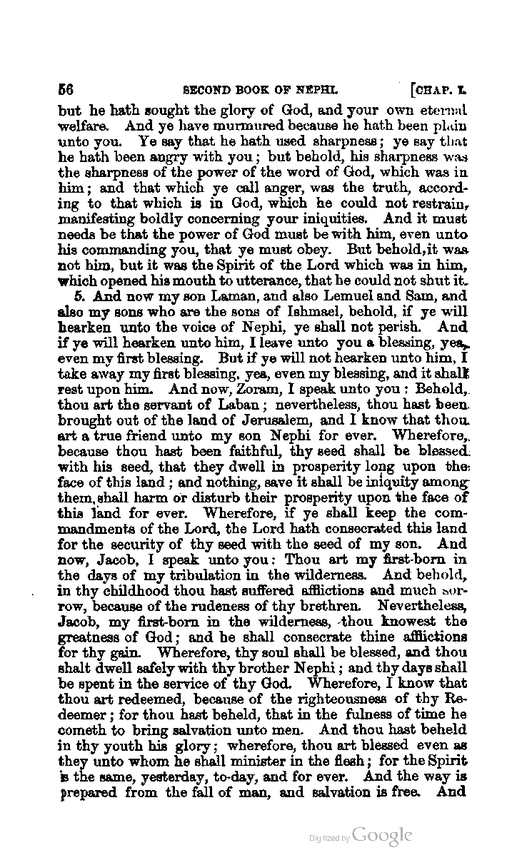 56 SECOND BOOK OF NEPHI. [CHAP. I.
but he hath sought the glory of God, and your own eternal
welfare. And ye have murmured because he hath been plain
unto you. Ye say that he hath used sharpness; ye say that
he hath been angry with you; but behold, his sharpness was
the sharpness of the power of the word of God, which was in
him; and that which ye call anger, was the truth, accord-
ing to that which is in God, which he could not restrain,
manifesting boldly concerning your iniquities. And it must
needs be that the power of God must be with him, even unto
his commanding you, that ye must obey. But behold, it was
not him, but it was the Spirit of the Lord which was in him,
which opened his mouth to utterance, that he could not shut it.
5. And now my son Laman, and also Lemuel and Sam, and
also my sons who are the sons of Ishmael, behold, if ye will
hearken unto the voice of Nephi, ye shall not perish. And
if ye will hearken unto him, I leave unto you a blessing, yea,
even my first blessing. But if ye will not hearken unto him, I
take away my first blessing, yea, even my blessing, and it shall
rest upon him. And now, Zoram, I speak unto you: Behold,
thou art the servant of Laban; nevertheless, thou hast been
brought out of the land of Jerusalem, and I know that thou
art a true friend unto my son Nephi for ever. Wherefore,
because thou hast been faithful, thy seed shall be blessed
with his seed, that they dwell in prosperity long upon the
face of this land; and nothing, save it shall be iniquity among
them, shall harm or disturb their prosperity upon the face of
this land for ever. Wherefore, if ye shall keep the com-
mandments of the Lord, the Lord hath consecrated this land
for the security of thy seed with the seed of my son. And
now, Jacob, I speak unto you: Thou art my first-born in
the days of my tribulation in the wilderness. And behold,
in thy childhood thou hast suffered afflictions and much sor-
row, because of the rudeness of thy brethren. Nevertheless,
Jacob, my first-born in the wilderness, thou knowest the
greatness of God; and he shall consecrate thine afflictions
for thy gain. Wherefore, thy soul shall be blessed, and thou
shalt dwell safely with thy brother Nephi; and thy days shall
be spent in the service of thy God. Wherefore, I know that
thou art redeemed, because of the righteousness of thy Re-
deemer; for thou hast beheld, that in the fulness of time he
cometh to bring salvation unto men. And thou hast beheld
in thy youth his glory; wherefore, thou art blessed even as
they unto whom he shall minister in the flesh; for the Spirit
is the same, yesterday, to-day, and for ever. And the way is
prepared from the fall of man, and salvation is free. And
Digitized by Google